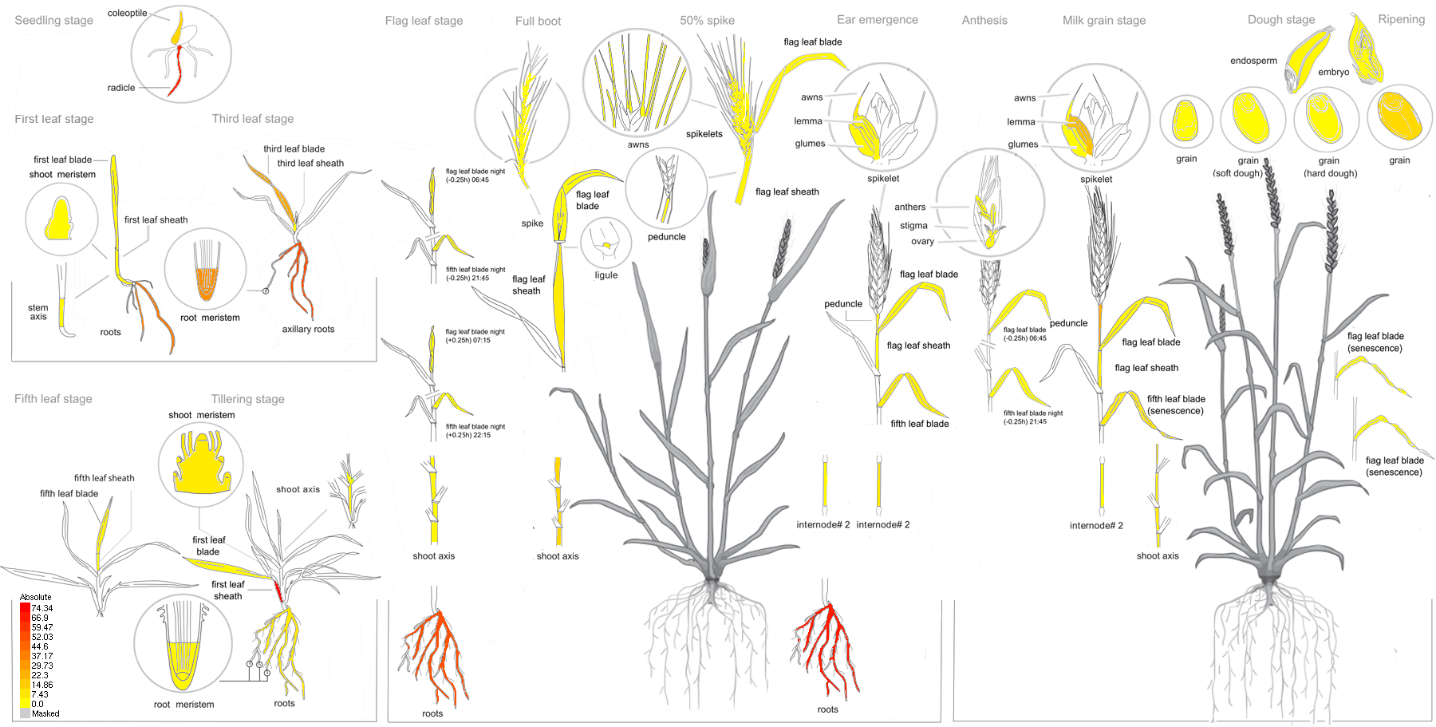 Seedling stage
coleoptile
radicle
First leaf stage
first leaf blade
shoot meristem
first leaf sheath
stem
axis
roots
Third leaf stage
third leaf blade
third leaf sheath
root meristem
axillary roots
Fifth leaf stage
fifth leaf sheath
fifth leaf blade
Tillering stage
shoot meristem
shoot axis
first leaf
blade
first leaf
sheath
root meristem
roots
Absolute
74.34
66.9
59.47
52.03
44.6
37.17
29.73
22.3
14.86
7.43
0.0
Masked
Flag leaf stage
flag leaf blade night
(-0.25h) 06:45
fifth leaf blade night
(-0.25h) 21:45
flag leaf blade night
(+0.25h) 07:15
fifth leaf blade night
(+0.25h) 22:15
shoot axis
roots
Full boot
spike
flag leaf
blade
flag leaf
sheath
ligule
shoot axis
50% spike
awns
spikelets
flag leaf blade
flag leaf sheath
peduncle
Ear emergence
awns
lemma
glumes
spikelet
peduncle
flag leaf blade
flag leaf sheath
fifth leaf blade
internode# 2
internode# 2
roots
Anthesis
anthers
stigma
ovary
flag leaf blade
(-0.25h) 06:45
fifth leaf blade night
(-0.25h) 21:45
Milk grain stage
awns
lemma
glumes
spikelet
peduncle
flag leaf blade
flag leaf sheath
fifth leaf blade
(senescence)
internode# 2
shoot axis
Dough stage
endosperm
embryo
grain
grain
(soft dough)
grain
(hard dough)
Ripening
grain
flag leaf blade
(senescence)
flag leaf blade
(senescence)